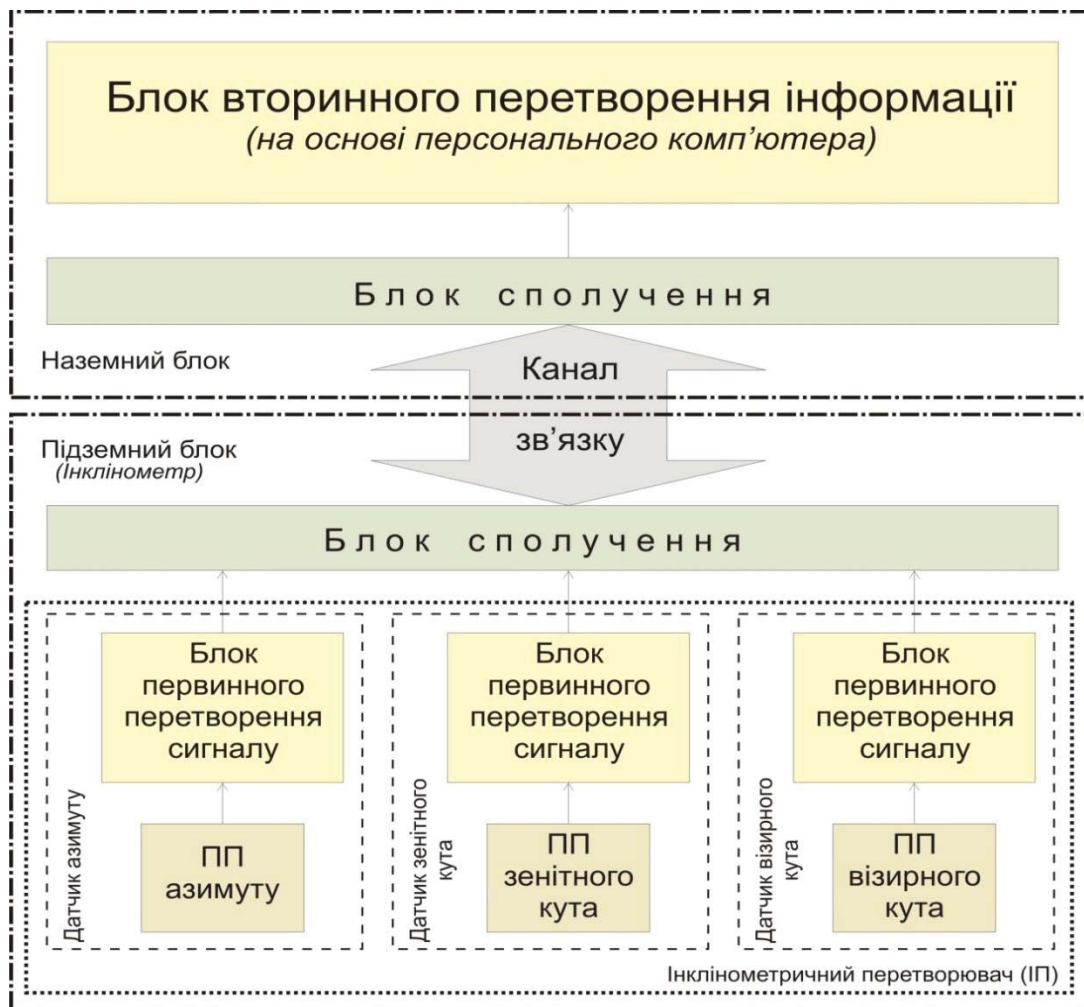 Блок вторинного перетворення інформації
(на основі персонального комп'ютера)
Блок сполучення
Наземний блок
Канал
зв'язку
Підземний блок
(Інклінометр)
Блок сполучення
Датчик азимуту
Блок
первинного
перетворення
сигналу
ПП
азимуту
Датчик зенітного
кута
Блок
первинного
перетворення
сигналу
ПП
зенітного
кута
Датчик візирного
кута
Блок
первинного
перетворення
сигналу
ПП
візирного
кута
Інклінометричний перетворювач (ІП)